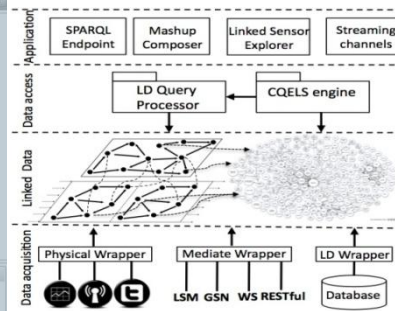 Application
SPARQL
Endpoint
Mashup
Composer
Linked Sensor
Explorer
Streaming
channels
Data access
LD Query
Processor
CQELS engine
Linked Data
Data acquisition
Physical Wrapper
Mediate Wrapper
LD Wrapper
LSM GSN WS RESTful
Database